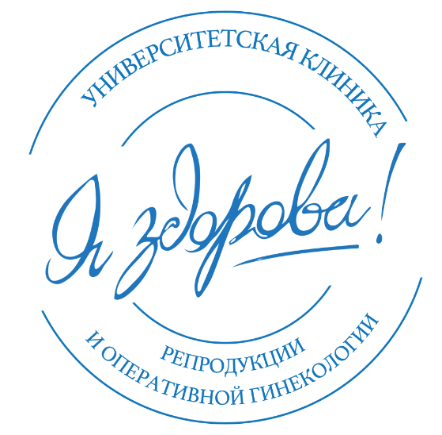 УНИВЕРСИТЕТСКАЯ КЛИНИКА
Я здорова!
РЕПРОДУКЦИИ
И ОПЕРАТИВНОЙ ГИНЕКОЛОГИИ